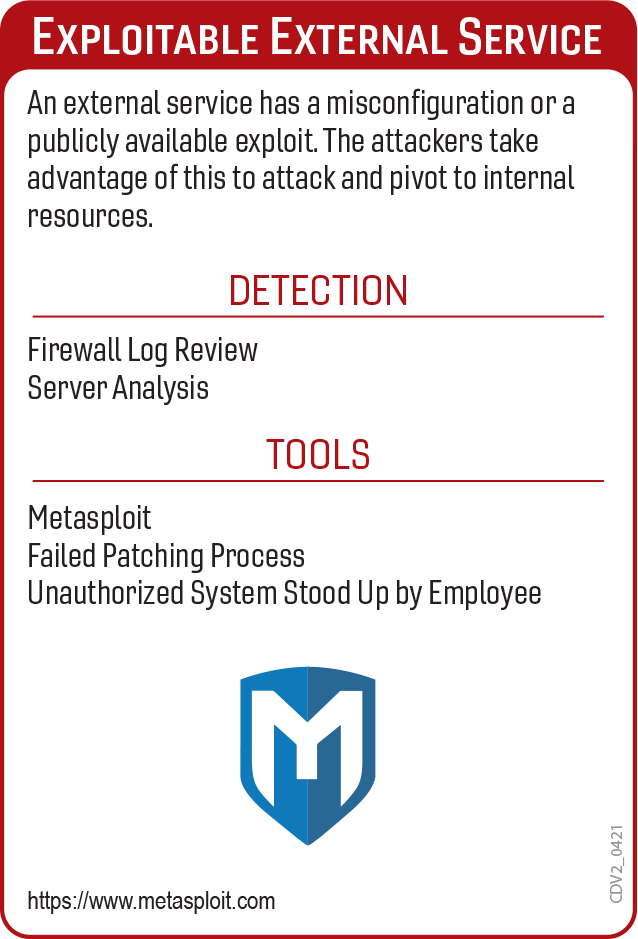 Exploitable External Service
An external service has a misconfiguration or a
publicly available exploit. The attackers take
advantage of this to attack and pivot to internal
resources.
DETECTION
Firewall Log Review
Server Analysis
TOOLS
Metasploit
Failed Patching Process
Unauthorized System Stood Up by Employee
M
https://www.metasploit.com
CDV2_0421